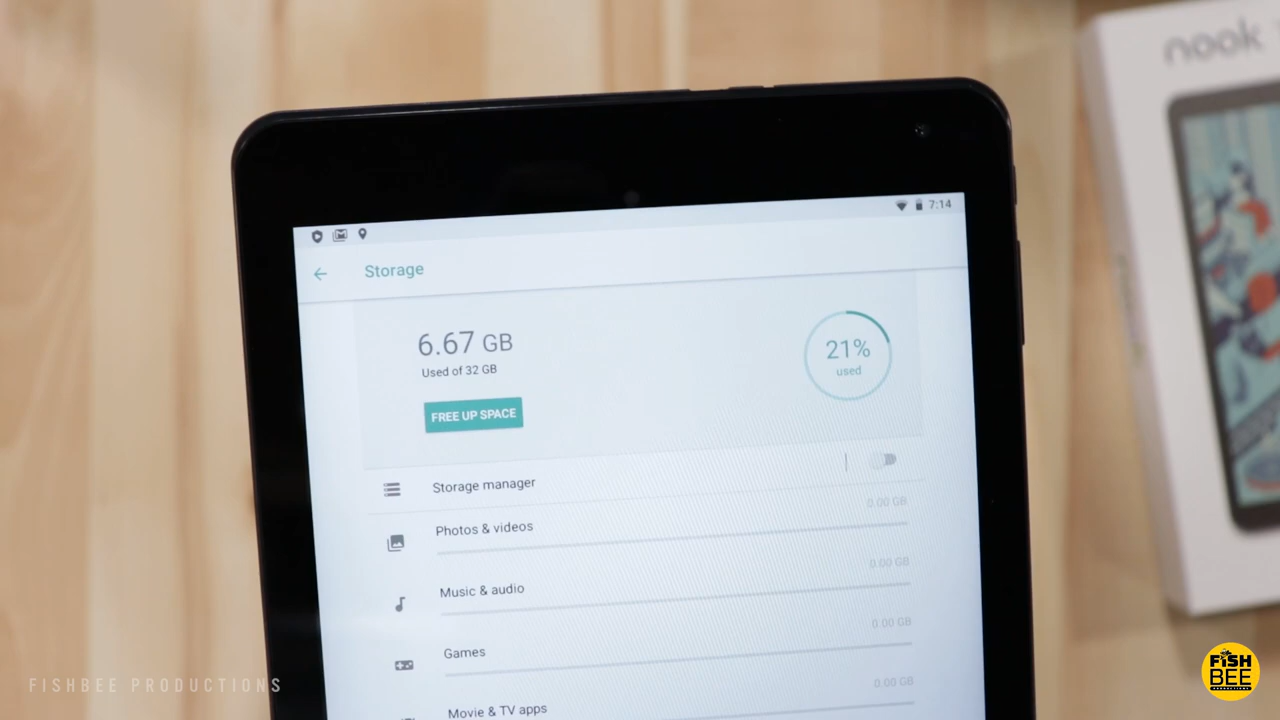 nook
7:14
Storage
6.67 GB
Used of 32 GB
21%
used
FREE UP SPACE
Storage manager
Photos & videos
0.00 GB
Music & audio
0.00 GB
Games
0.00 GB
Movie & TV apps
0.00 GB
FISHBEE PRODUCTIONS
FISH
BEE